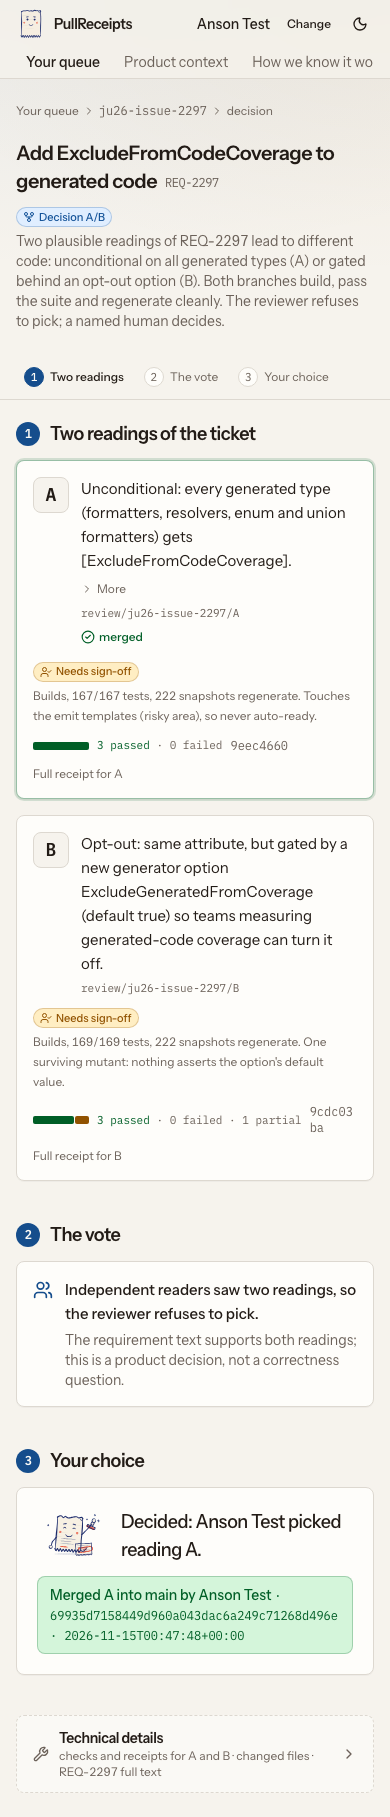 PullReceipts
Anson Test
Change
Your queue
Product context
How we know it wo
Your queue > ju26-issue-2297 > decision
Add ExcludeFromCodeCoverage to
generated code REQ-2297
Decision A/B
Two plausible readings of REQ-2297 lead to different
code: unconditional on all generated types (A) or gated
behind an opt-out option (B). Both branches build, pass
the suite and regenerate cleanly. The reviewer refuses
to pick; a named human decides.
1 Two readings
2 The vote
3 Your choice
1 Two readings of the ticket
A
Unconditional: every generated type
(formatters, resolvers, enum and union
formatters) gets
[ExcludeFromCodeCoverage].
> More
review/ju26-issue-2297/A
merged
Needs sign-off
Builds, 167/167 tests, 222 snapshots regenerate. Touches
the emit templates (risky area), so never auto-ready.
3 passed · 0 failed 9eec4660
Full receipt for A
B
Opt-out: same attribute, but gated by a
new generator option
ExcludeGeneratedFromCoverage
(default true) so teams measuring
generated-code coverage can turn it
off.
review/ju26-issue-2297/B
Needs sign-off
Builds, 169/169 tests, 222 snapshots regenerate. One
surviving mutant: nothing asserts the option's default
value.
3 passed · 0 failed · 1 partial 9cdc03
ba
Full receipt for B
2 The vote
Independent readers saw two readings, so
the reviewer refuses to pick.
The requirement text supports both readings;
this is a product decision, not a correctness
question.
3 Your choice
Decided: Anson Test picked
reading A.
Merged A into main by Anson Test ·
69935d7158449d960a043dac6a249c71268d496e
· 2026-11-15T00:47:48+00:00
Technical details
checks and receipts for A and B · changed files ·
REQ-2297 full text